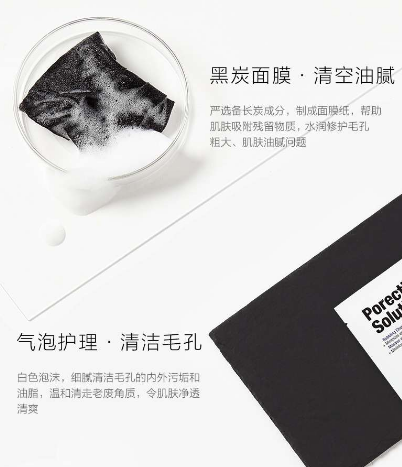 黑炭面膜·清空油腻
严选备长炭成分，制成面膜纸，帮助
肌肤吸附残留物质，水润修护毛孔
粗大、肌肤油腻问题
Porecti
Solut
气泡护理·清洁毛孔
白色泡沫，细腻清洁毛孔的内外污垢和
油脂，温和清走老废角质，令肌肤净透
清爽